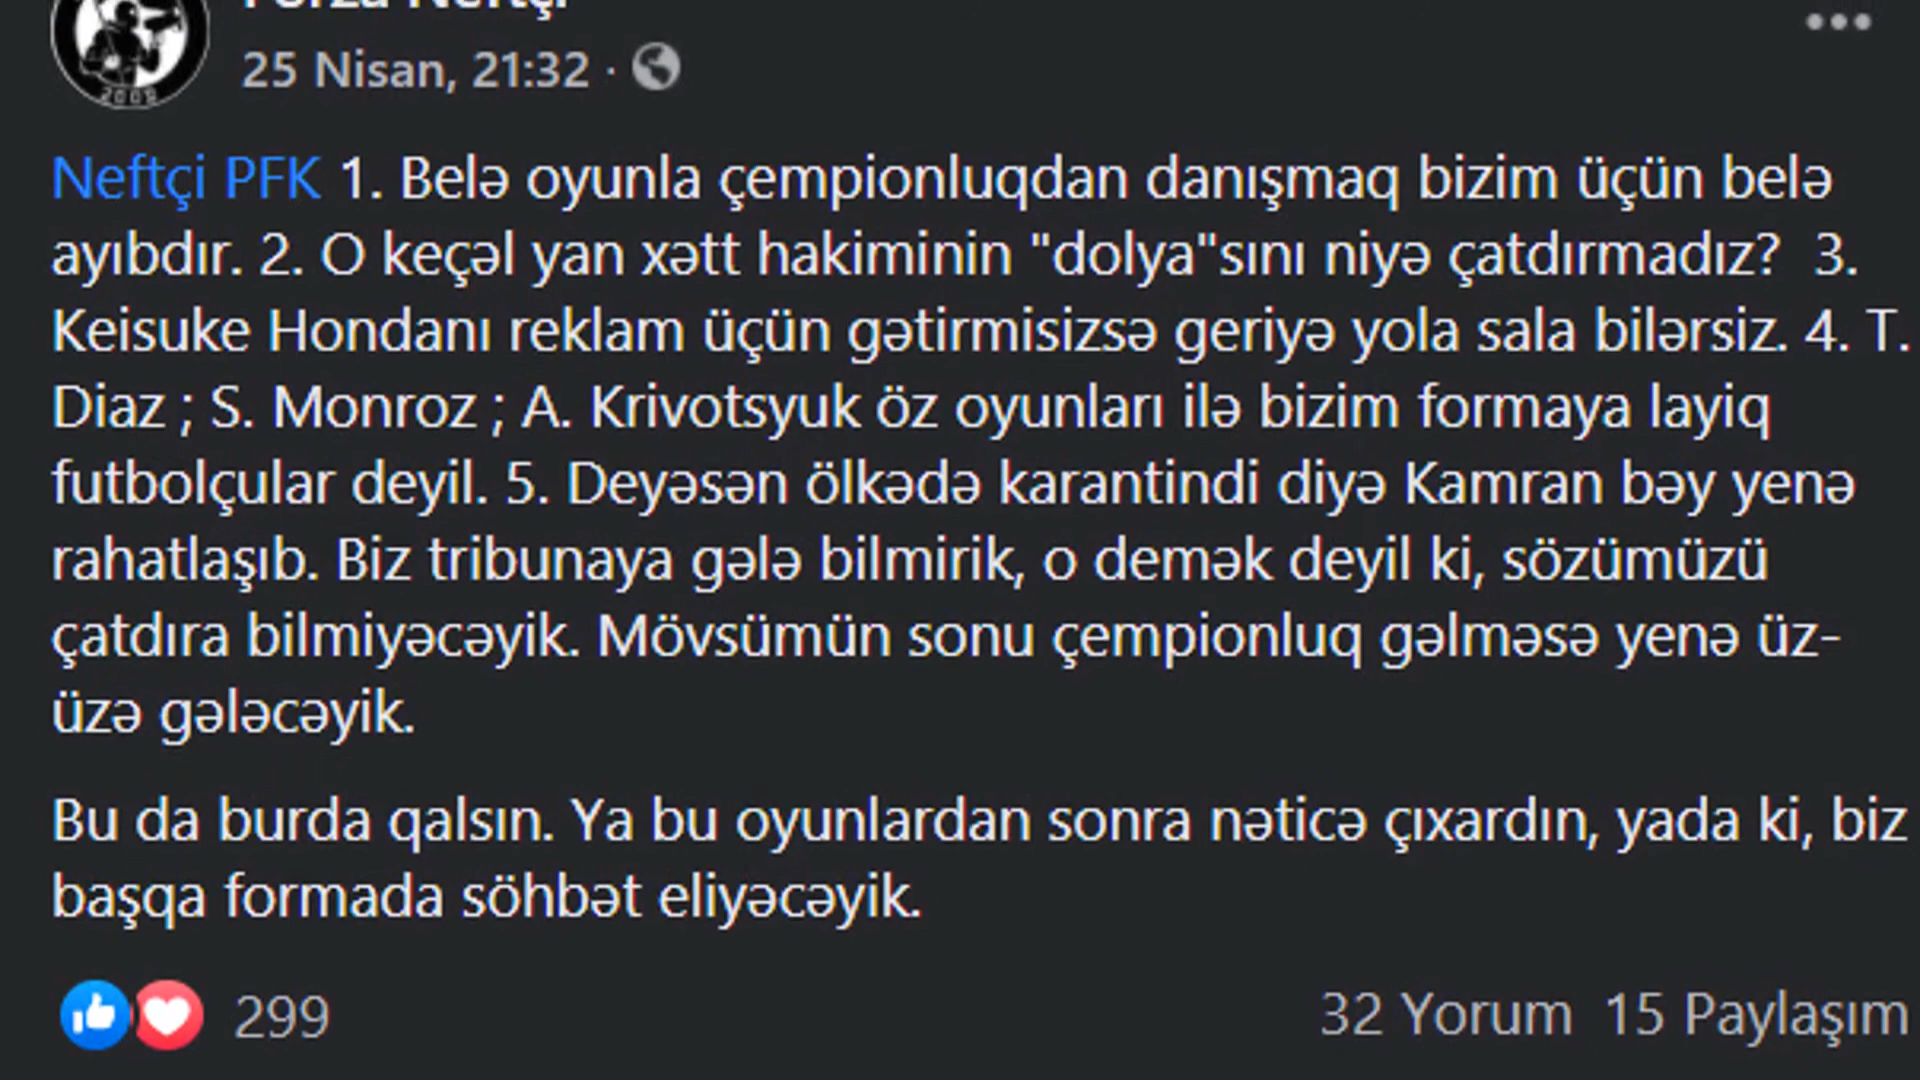 Forza Neftçi
25 Nisan, 21:32 ·
2009
Neftçi PFK 1. Belə oyunla çempionluqdan danışmaq bizim üçün belə
ayıbdır. 2. O keçəl yan xətt hakiminin "dolya"sını niyə çatdırmadız? 3.
Keisuke Hondanı reklam üçün gətirmisizsə geriyə yola sala bilərsiz. 4. T.
Diaz ; S. Monroz ; A. Krivotsyuk öz oyunları ilə bizim formaya layiq
futbolçular deyil. 5. Deyəsən ölkədə karantindi diyə Kamran bəy yenə
rahatlaşıb. Biz tribunaya gələ bilmirik, o demək deyil ki, sözümüzü
çatdıra bilmiyəcəyik. Mövsümün sonu çempionluq gəlməsə yenə üz-
üzə gələcəyik.
Bu da burda qalsın. Ya bu oyunlardan sonra nəticə çıxardın, yada ki, biz
başqa formada söhbət eliyəcəyik.
299
32 Yorum 15 Paylaşım